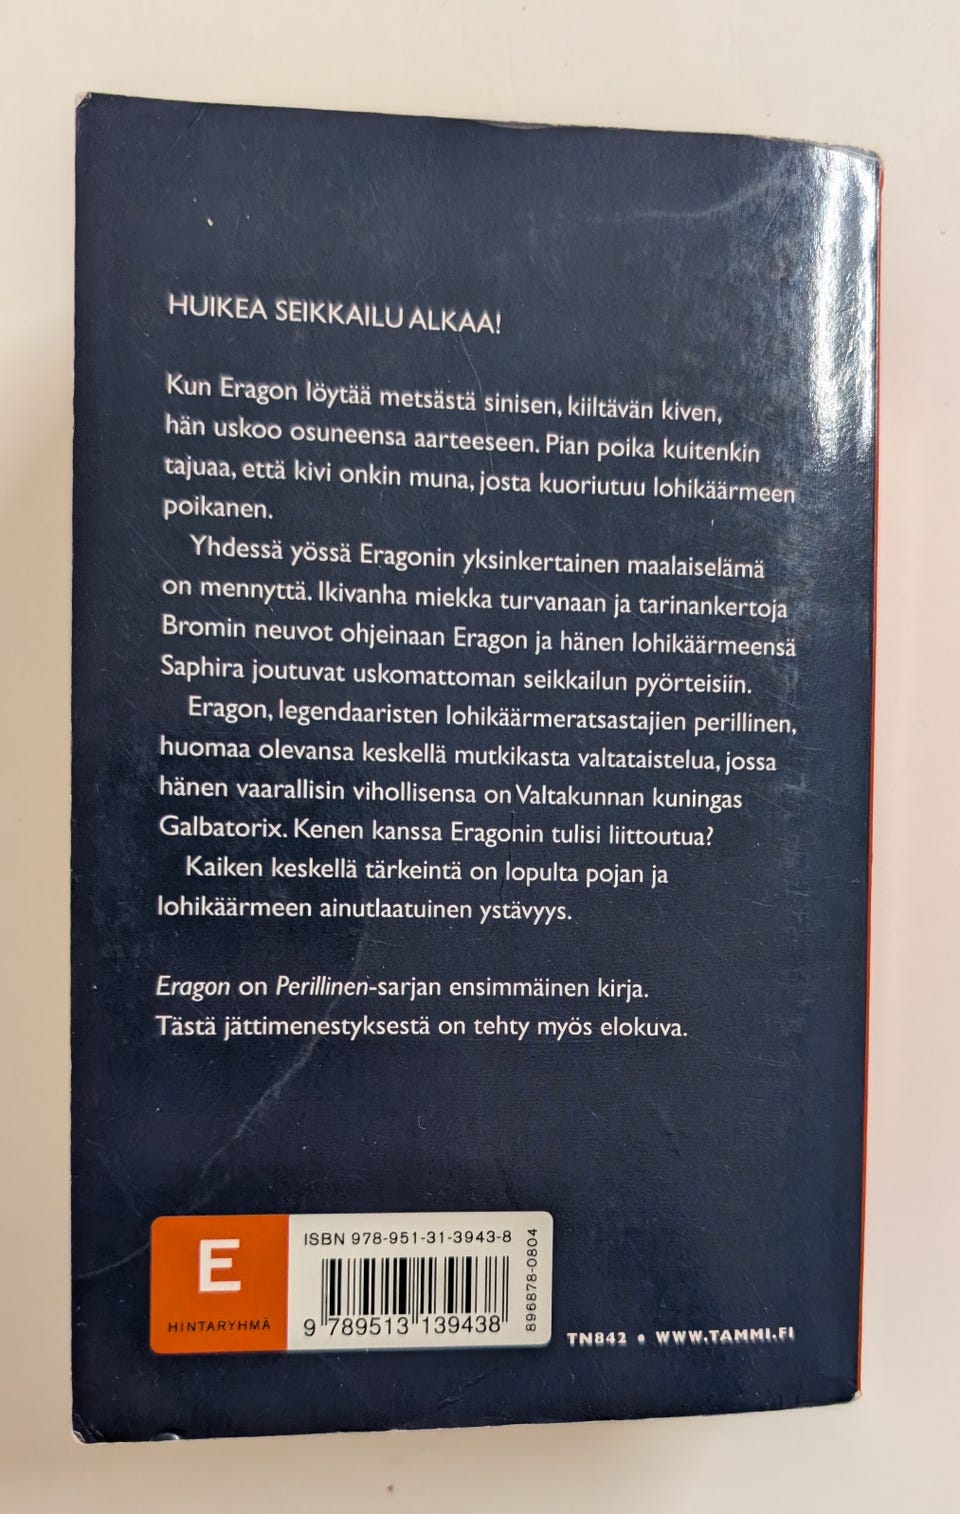 HUIKEA SEIKKAILU ALKAA!
Kun Eragon löytää metsästä sinisen, kiiltävän kiven,
hän uskoo osuneensa aarteeseen. Pian poika kuitenkin
tajuaa, että kivi onkin muna, josta kuoriutuu lohikäärmeen
poikanen.
Yhdessä yössä Eragonin yksinkertainen maalaiselämä
on mennyttä. Ikivanha miekka turvanaan ja tarinankertoja
Bromin neuvot ohjeinaan Eragon ja hänen lohikäärmeensä
Saphira joutuvat uskomattoman seikkailun pyörteisiin.
Eragon, legendaaristen lohikäärmeratsastajien perillinen,
huomaa olevansa keskellä mutkikasta valtataistelua, jossa
hänen vaarallisin vihollisensa on Valtakunnan kuningas
Galbatorix. Kenen kanssa Eragonin tulisi liittoutua?
Kaiken keskellä tärkeintä on lopulta pojan ja
lohikäärmeen ainutlaatuinen ystävyys.
Eragon on Perillinen-sarjan ensimmäinen kirja.
Tästä jättimenestyksestä on tehty myös elokuva.
E
HINTARYHMÄ
ISBN 978-951-31-3943-8
9 789513 139438
896878-0804
TN842 • WWW.TAMMI.FI